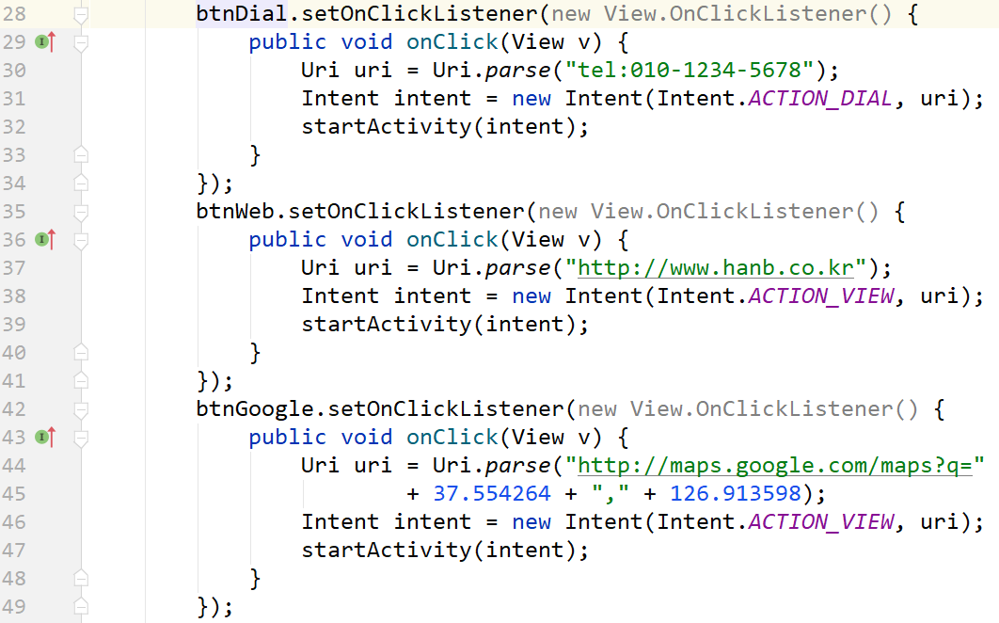 28 btnDial.setOnClickListener(new View.OnClickListener() {
29 public void onClick(View v) {
30 Uri uri = Uri.parse("tel:010-1234-5678");
31 Intent intent = new Intent(Intent.ACTION_DIAL, uri);
32 startActivity(intent);
33 }
34 });
35 btnWeb.setOnClickListener(new View.OnClickListener() {
36 public void onClick(View v) {
37 Uri uri = Uri.parse("http://www.hanb.co.kr");
38 Intent intent = new Intent(Intent.ACTION_VIEW, uri);
39 startActivity(intent);
40 }
41 });
42 btnGoogle.setOnClickListener(new View.OnClickListener() {
43 public void onClick(View v) {
44 Uri uri = Uri.parse("http://maps.google.com/maps?q="
45 + 37.554264 + "," + 126.913598);
46 Intent intent = new Intent(Intent.ACTION_VIEW, uri);
47 startActivity(intent);
48 }
49 });